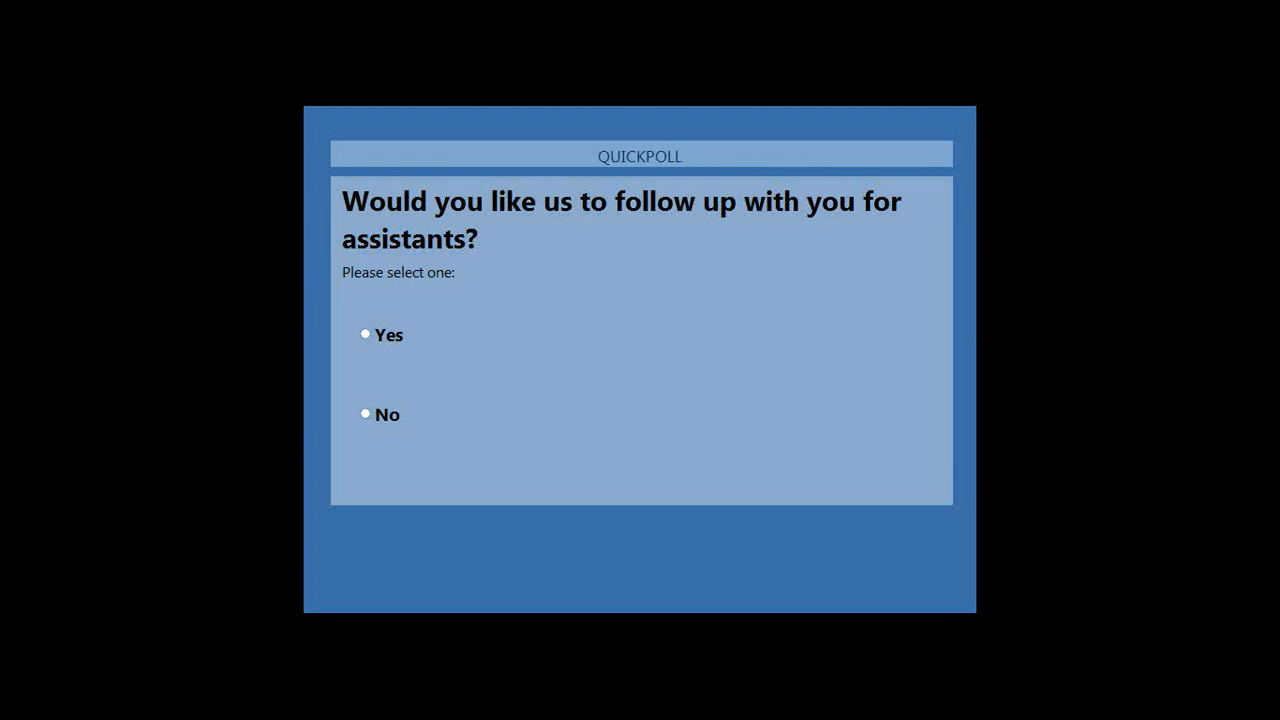 QUICKPOLL
Would you like us to follow up with you for
assistants?
Please select one:
Yes
No